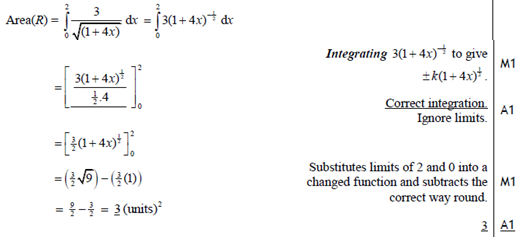 Area(R) = ∫₀² 3/√(1+4x) dx = ∫₀² 3(1+4x)^(-1/2) dx
Integrating 3(1+4x)^(-1/2) to give
±k(1+4x)^(1/2). M1
= [3(1+4x)^(1/2) / (1/2 . 4)]₀²
Correct integration. A1
Ignore limits.
= [3/2(1+4x)^(1/2)]₀²
= (3/2 √9) − (3/2 (1))
Substitutes limits of 2 and 0 into a
changed function and subtracts the M1
correct way round.
= 9/2 − 3/2 = 3 (units)²
3 A1